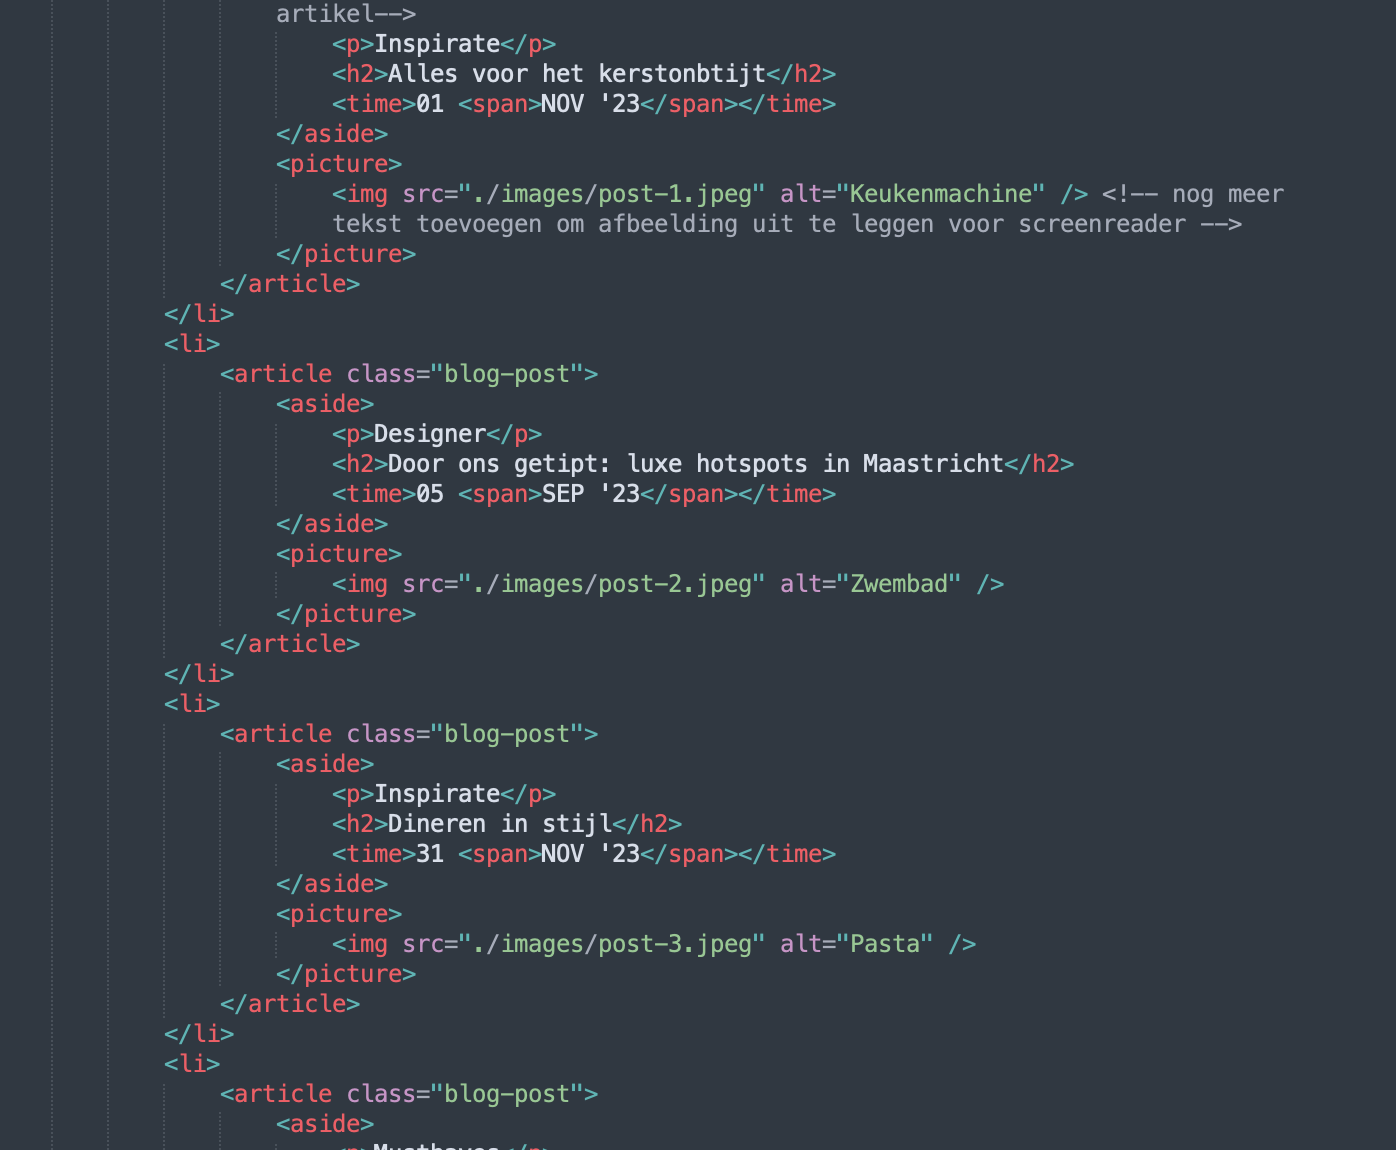 artikel-->
<p>Inspirate</p>
<h2>Alles voor het kerstonbtijt</h2>
<time>01 <span>NOV '23</span></time>
</aside>
<picture>
<img src="./images/post-1.jpeg" alt="Keukenmachine" /> <!-- nog meer
tekst toevoegen om afbeelding uit te leggen voor screenreader -->
</picture>
</article>
</li>
<li>
<article class="blog-post">
<aside>
<p>Designer</p>
<h2>Door ons getipt: luxe hotspots in Maastricht</h2>
<time>05 <span>SEP '23</span></time>
</aside>
<picture>
<img src="./images/post-2.jpeg" alt="Zwembad" />
</picture>
</article>
</li>
<li>
<article class="blog-post">
<aside>
<p>Inspirate</p>
<h2>Dineren in stijl</h2>
<time>31 <span>NOV '23</span></time>
</aside>
<picture>
<img src="./images/post-3.jpeg" alt="Pasta" />
</picture>
</article>
</li>
<li>
<article class="blog-post">
<aside>